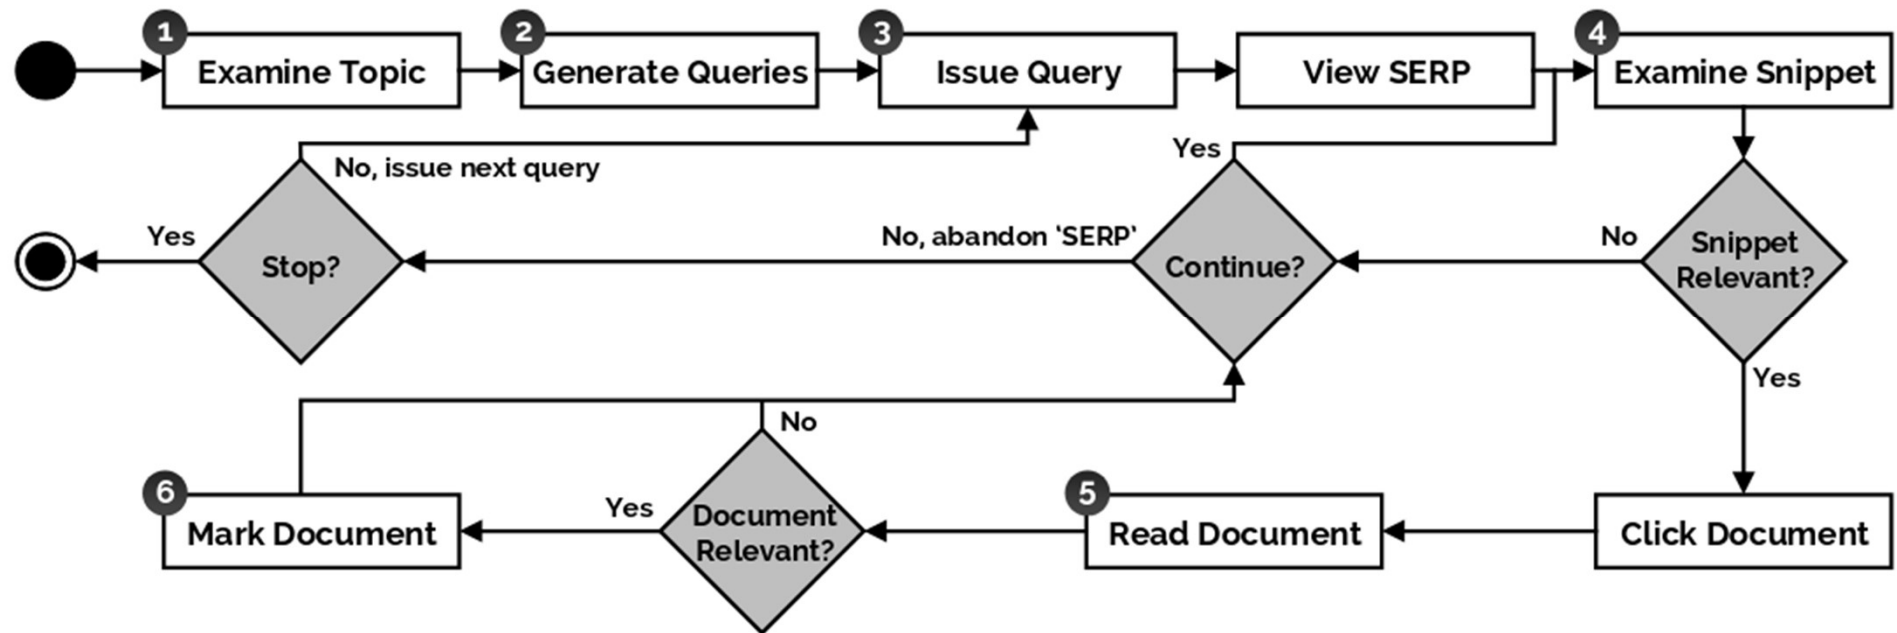 1
Examine Topic
2
Generate Queries
3
Issue Query
View SERP
4
Examine Snippet
No, issue next query
Yes
Yes
Stop?
No, abandon ‘SERP’
Continue?
No
Snippet
Relevant?
Yes
No
6
Mark Document
Yes
Document
Relevant?
5
Read Document
Click Document